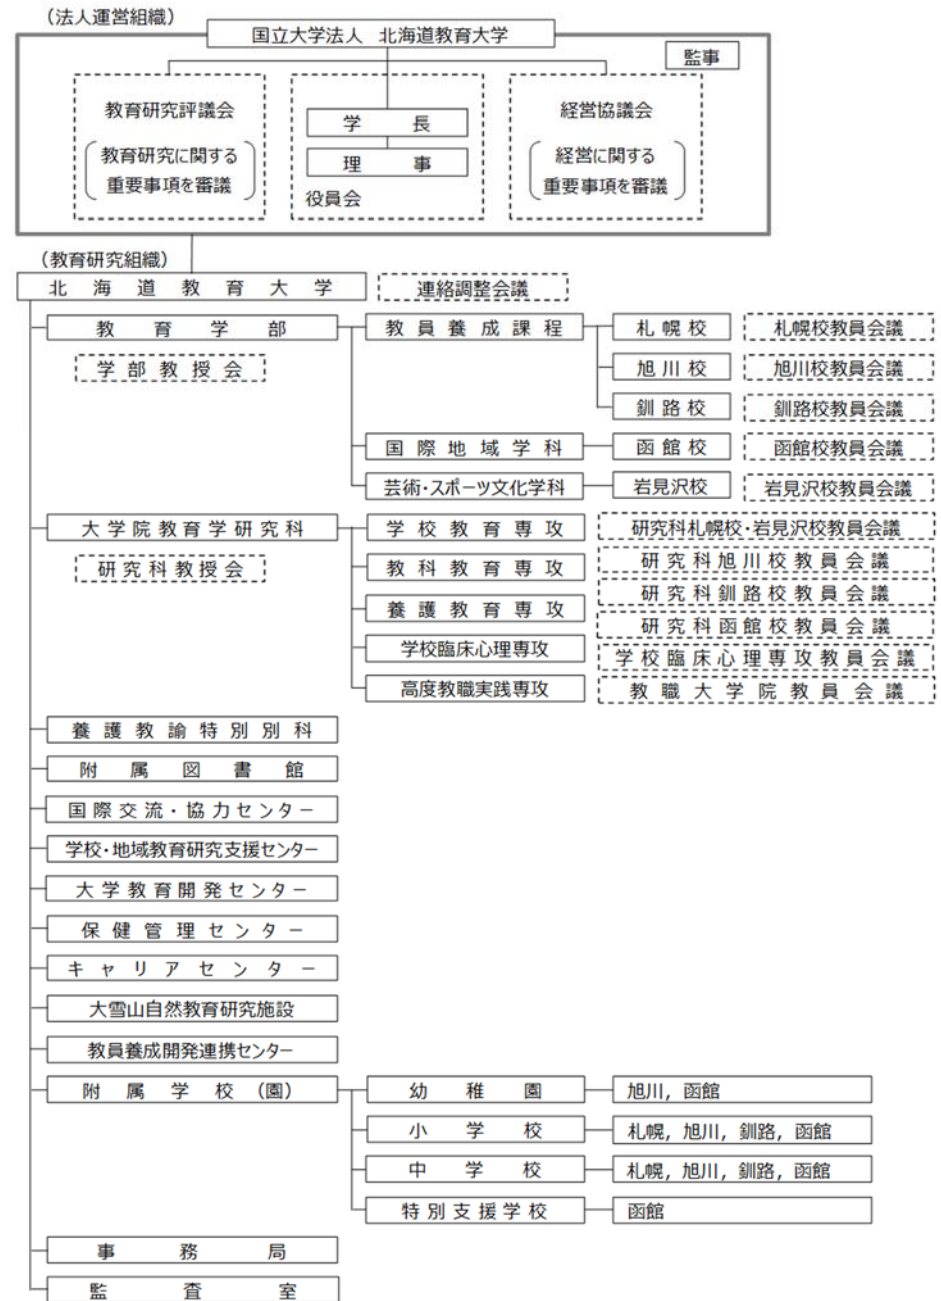 （法人運営組織）
国立大学法人　北海道教育大学
監事
教育研究評議会
教育研究に関する
重要事項を審議
学長
理事
役員会
経営協議会
経営に関する
重要事項を審議
（教育研究組織）
北海道教育大学
連絡調整会議
教育学部
学部教授会
教員養成課程
札幌校
札幌校教員会議
旭川校
旭川校教員会議
釧路校
釧路校教員会議
国際地域学科
函館校
函館校教員会議
芸術・スポーツ文化学科
岩見沢校
岩見沢校教員会議
大学院教育学研究科
研究科教授会
学校教育専攻
教科教育専攻
養護教育専攻
学校臨床心理専攻
高度教職実践専攻
研究科札幌校・岩見沢校教員会議
研究科旭川校教員会議
研究科釧路校教員会議
研究科函館校教員会議
学校臨床心理専攻教員会議
教職大学院教員会議
養護教諭特別別科
附属図書館
国際交流・協力センター
学校・地域教育研究支援センター
大学教育開発センター
保健管理センター
キャリアセンター
大雪山自然教育研究施設
教員養成開発連携センター
附属学校（園）
幼稚園
旭川，函館
小学校
札幌，旭川，釧路，函館
中学校
札幌，旭川，釧路，函館
特別支援学校
函館
事務局
監査室